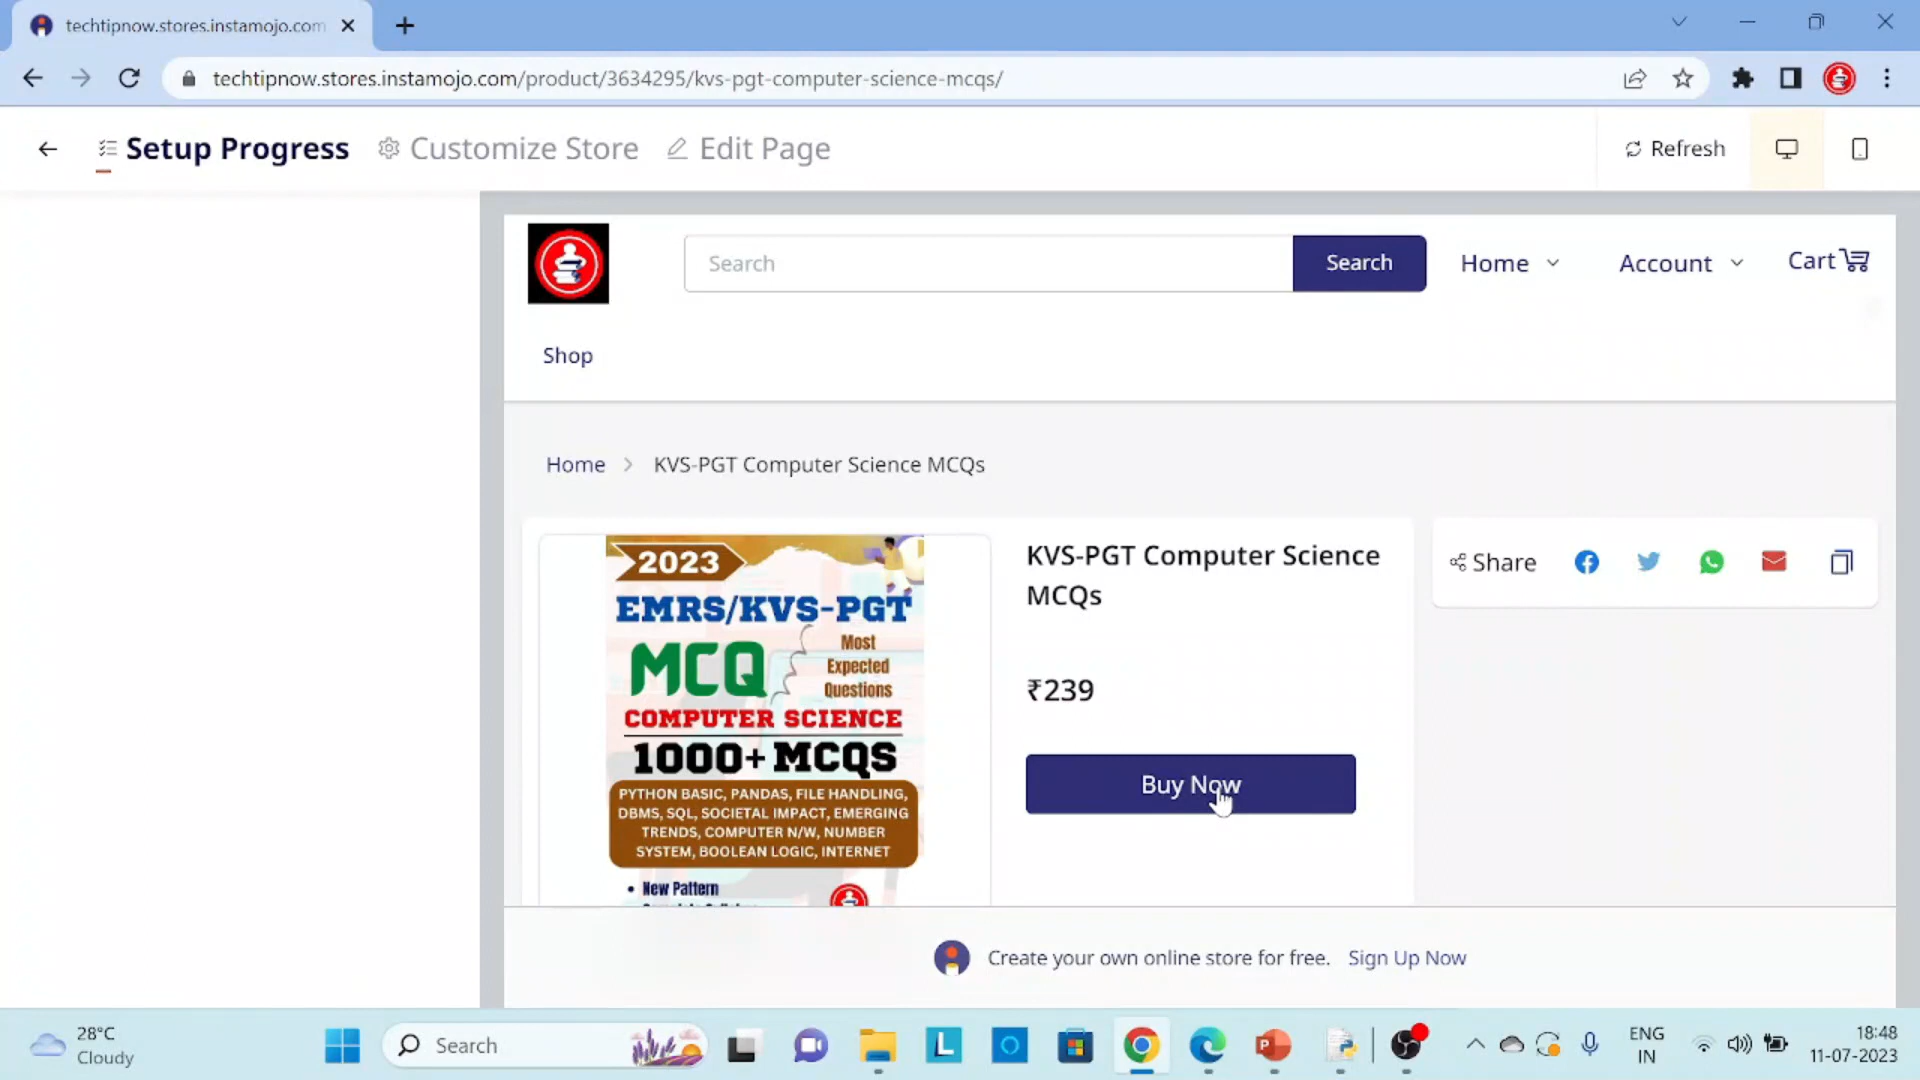 techtipnow.stores.instamojo.com
techtipnow.stores.instamojo.com/product/3634295/kvs-pgt-computer-science-mcqs/
Setup Progress
Customize Store
Edit Page
Refresh
Search
Search
Home
Account
Cart
Shop
Home > KVS-PGT Computer Science MCQs
2023
EMRS/KVS-PGT
MCQ
Most
Expected
Questions
COMPUTER SCIENCE
1000+ MCQS
PYTHON BASIC, PANDAS, FILE HANDLING,
DBMS, SQL, SOCIETAL IMPACT, EMERGING
TRENDS, COMPUTER N/W, NUMBER
SYSTEM, BOOLEAN LOGIC, INTERNET
• New Pattern
KVS-PGT Computer Science
MCQs
₹239
Buy Now
Share
Create your own online store for free. Sign Up Now
28°C
Cloudy
Search
ENG
IN
18:48
11-07-2023